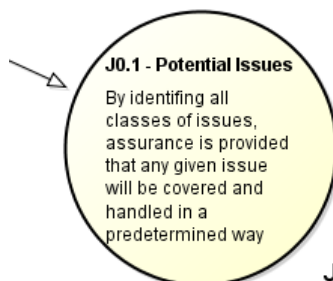 J0.1 - Potential Issues
By identifing all
classes of issues,
assurance is provided
that any given issue
will be covered and
handled in a
predetermined way
J